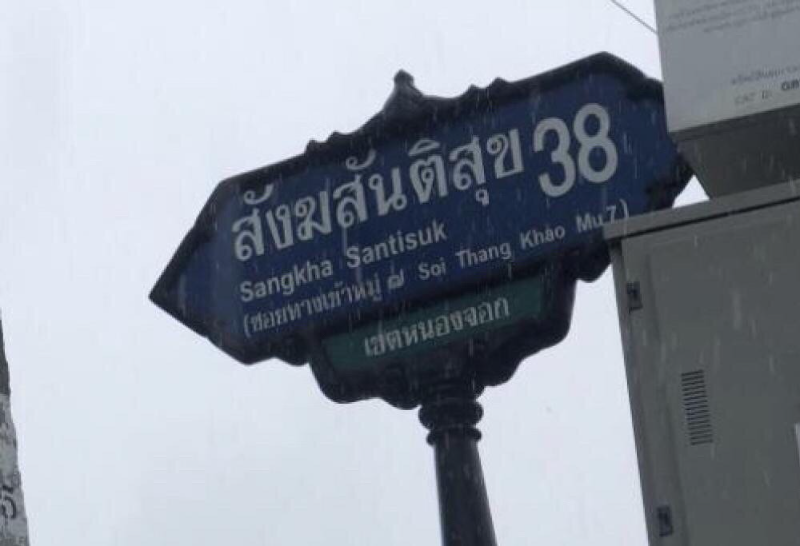 สังฆสันติสุข 38
Sangkha Santisuk
(ซอยทางเข้าหมู่ ๗ Soi Thang Khao Mu 7)
เขตหนองจอก